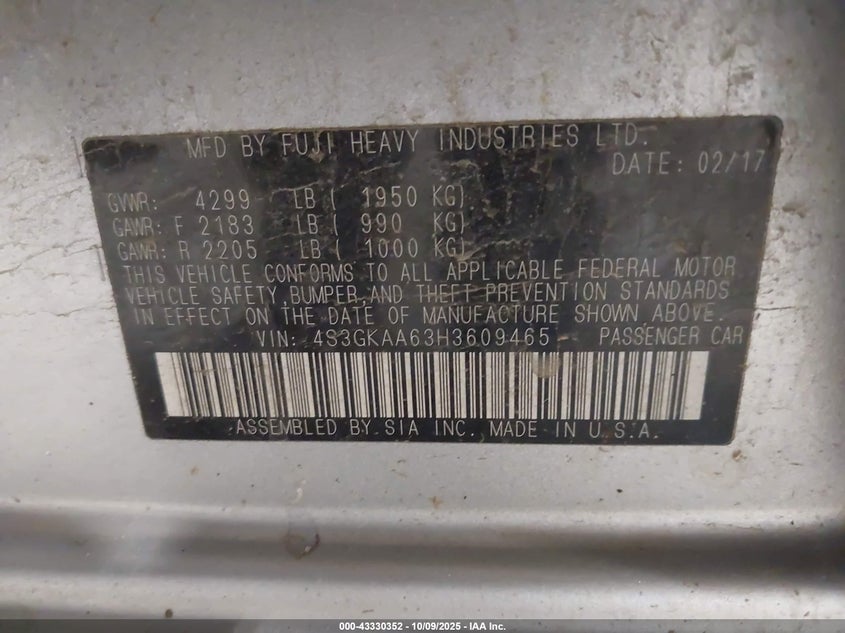 MFD BY FUJI HEAVY INDUSTRIES LTD.
DATE: 02/17
GVWR: 4299 LB ( 1950 KG)
GAWR: F 2183 LB ( 990 KG)
GAWR: R 2205 LB ( 1000 KG)
THIS VEHICLE CONFORMS TO ALL APPLICABLE FEDERAL MOTOR
VEHICLE SAFETY, BUMPER, AND THEFT PREVENTION STANDARDS
IN EFFECT ON THE DATE OF MANUFACTURE SHOWN ABOVE.
VIN: 4S3GKAA63H3609465 PASSENGER CAR
ASSEMBLED BY SIA INC. MADE IN U.S.A.
000-43330352 - 10/09/2025 - IAA Inc.